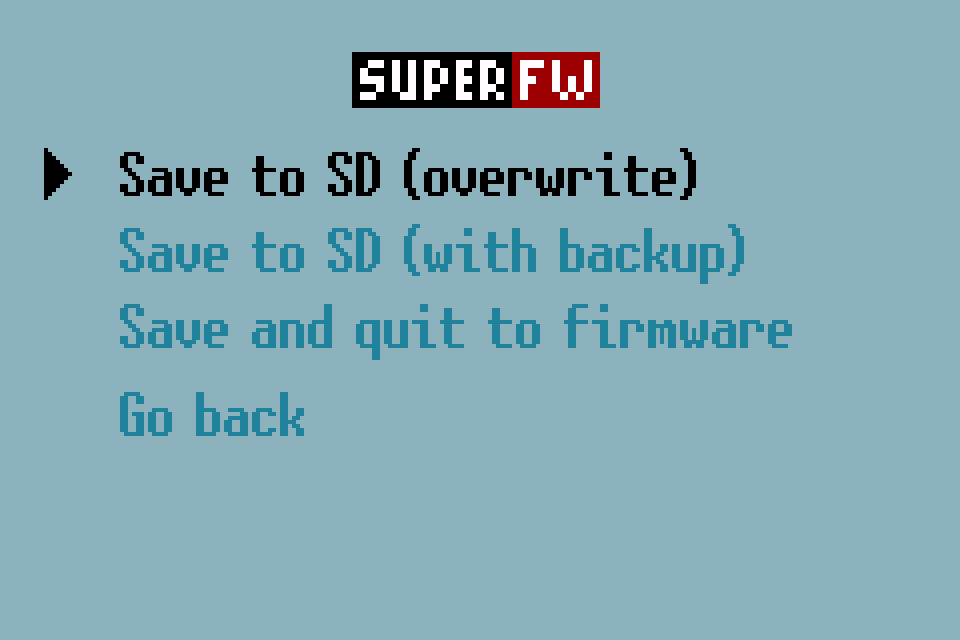 SUPERFW
Save to SD (overwrite)
Save to SD (with backup)
Save and quit to firmware
Go back